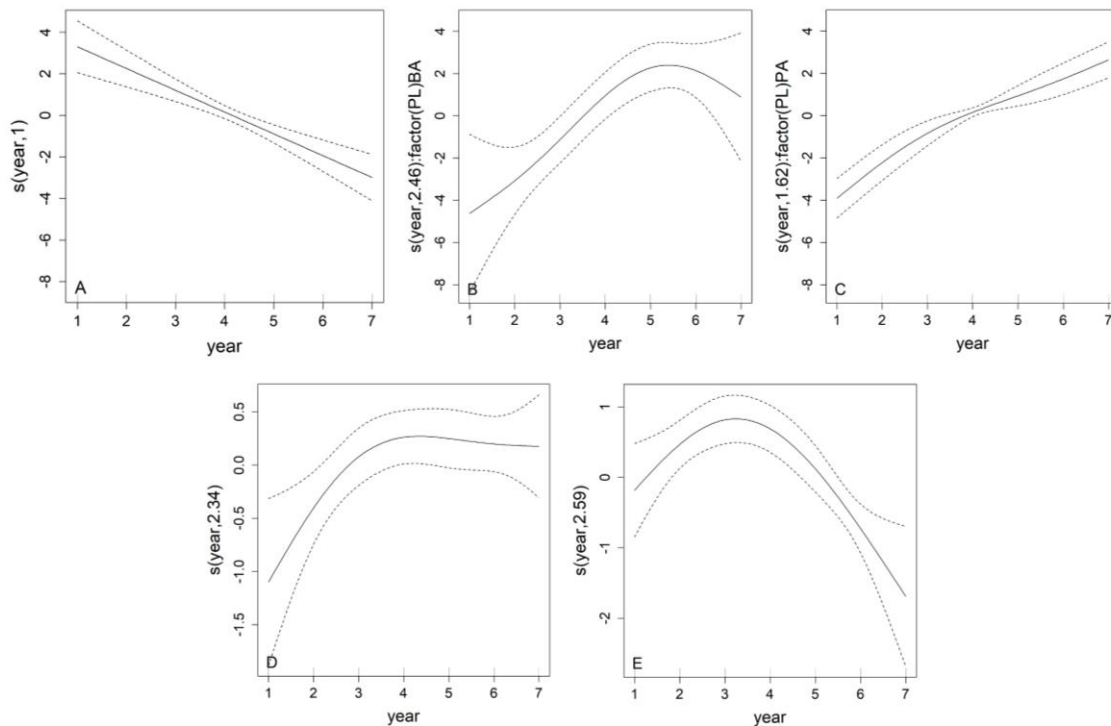 s(year,1)
4
2
0
-2
-4
-6
-8
A
1 2 3 4 5 6 7
year
s(year,2.46):factor(PL)BA
4
2
0
-2
-4
-6
-8
B
1 2 3 4 5 6 7
year
s(year,1.62):factor(PL)PA
4
2
0
-2
-4
-6
-8
C
1 2 3 4 5 6 7
year
s(year,2.34)
0.5
0.0
-0.5
-1.0
-1.5
D
1 2 3 4 5 6 7
year
s(year,2.59)
1
0
-1
-2
E
1 2 3 4 5 6 7
year